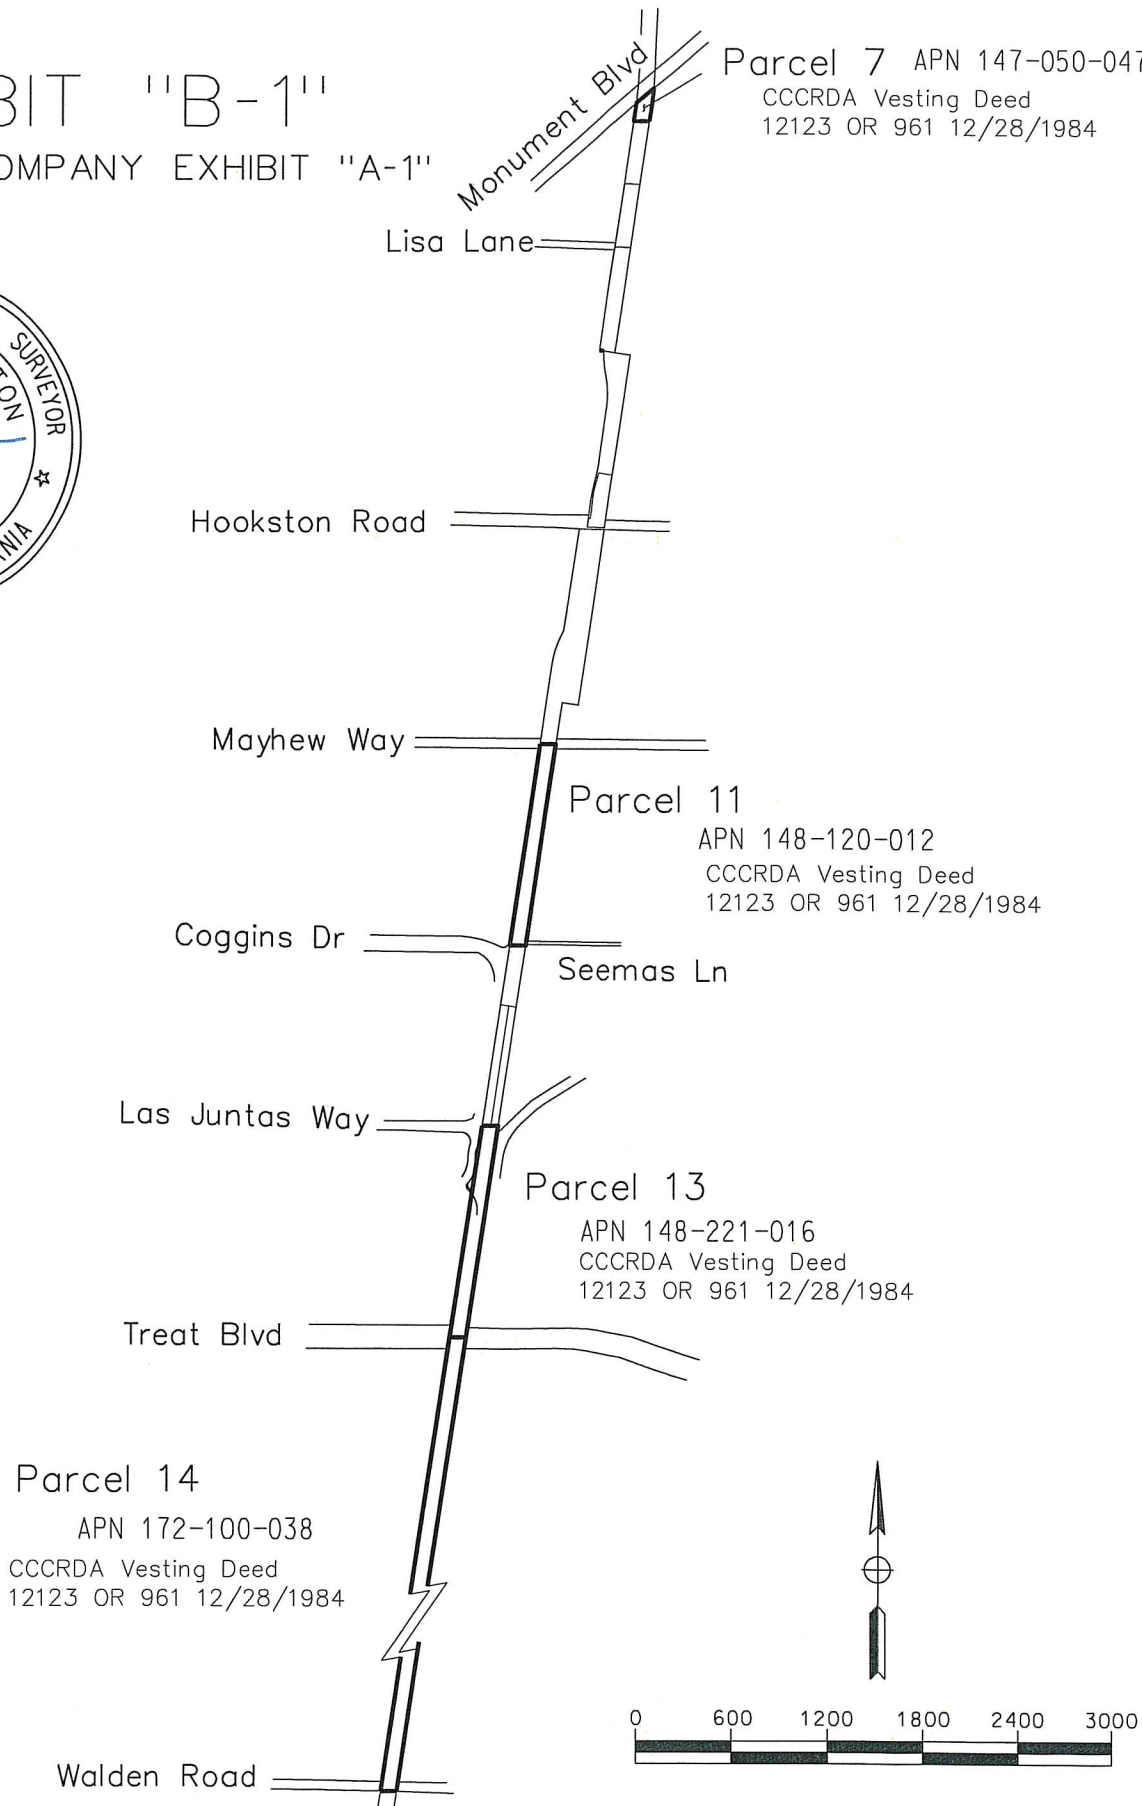 BIT "B-1"
OMPANY EXHIBIT "A-1"
Monument Blvd
Parcel 7 APN 147-050-047
CCCRDA Vesting Deed
12123 OR 961 12/28/1984
Lisa Lane
SURVEYOR
TON
NIA
Hookston Road
Mayhew Way
Parcel 11
APN 148-120-012
CCCRDA Vesting Deed
12123 OR 961 12/28/1984
Coggins Dr
Seemas Ln
Las Juntas Way
Parcel 13
APN 148-221-016
CCCRDA Vesting Deed
12123 OR 961 12/28/1984
Treat Blvd
Parcel 14
APN 172-100-038
CCCRDA Vesting Deed
12123 OR 961 12/28/1984
0 600 1200 1800 2400 3000
Walden Road